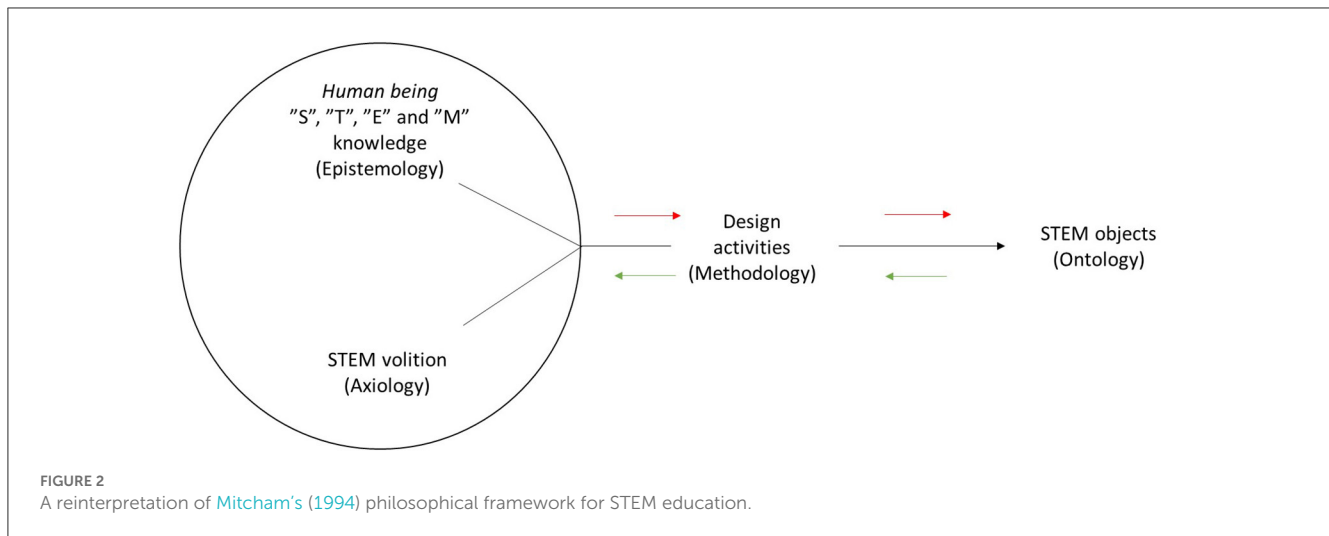 Human being
”S”, ”T”, ”E” and ”M”
knowledge
(Epistemology)
STEM volition
(Axiology)
Design
activities
(Methodology)
STEM objects
(Ontology)
FIGURE 2
A reinterpretation of Mitcham's (1994) philosophical framework for STEM education.